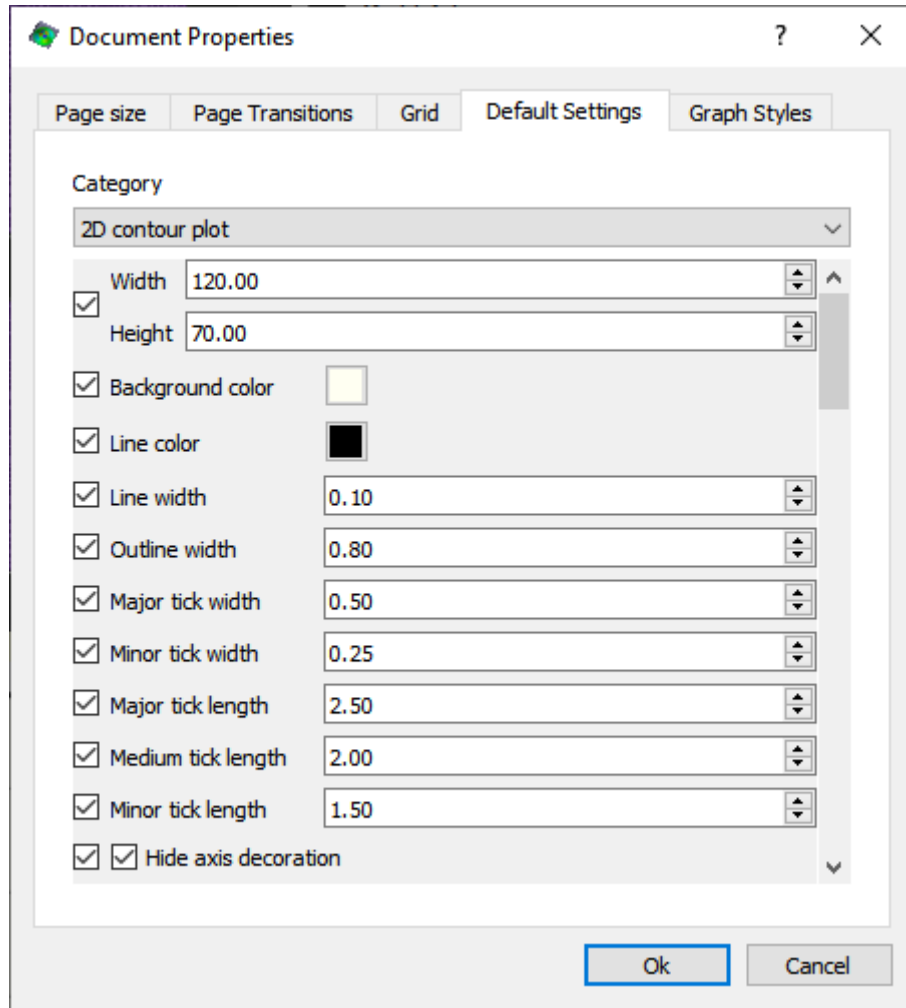 Document Properties
?
Page size Page Transitions Grid Default Settings Graph Styles
Category
2D contour plot
Width 120.00
Height 70.00
Background color
Line color
Line width 0.10
Outline width 0.80
Major tick width 0.50
Minor tick width 0.25
Major tick length 2.50
Medium tick length 2.00
Minor tick length 1.50
Hide axis decoration
Ok Cancel